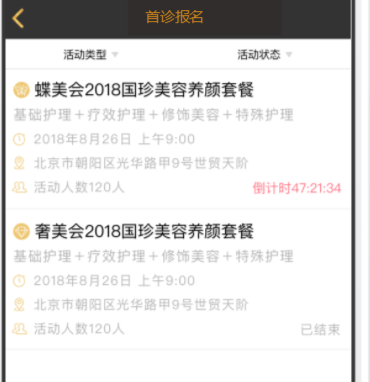 首诊报名
活动类型 活动状态
蝶美会2018国珍美容养颜套餐
基础护理＋疗效护理＋修饰美容＋特殊护理
2018年8月26日 上午9:00
北京市朝阳区光华路甲9号世贸天阶
活动人数120人 倒计时47:21:34
奢美会2018国珍美容养颜套餐
基础护理＋疗效护理＋修饰美容＋特殊护理
2018年8月26日 上午9:00
北京市朝阳区光华路甲9号世贸天阶
活动人数120人 已结束